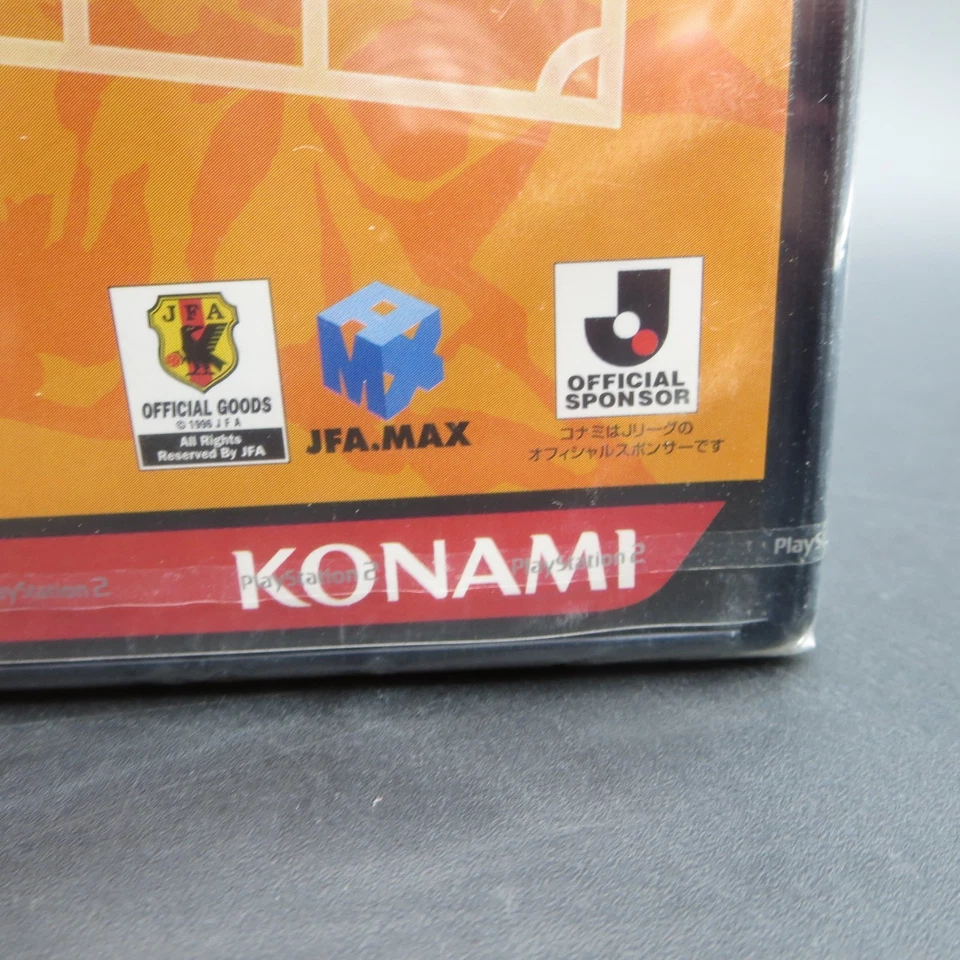 JFA
OFFICIAL GOODS
© 1996 JFA
All Rights
Reserved By JFA
JFA.MAX
OFFICIAL
SPONSOR
コナミはJリーグの
オフィシャルスポンサーです
KONAMI
PlayStation 2
PlayStation 2